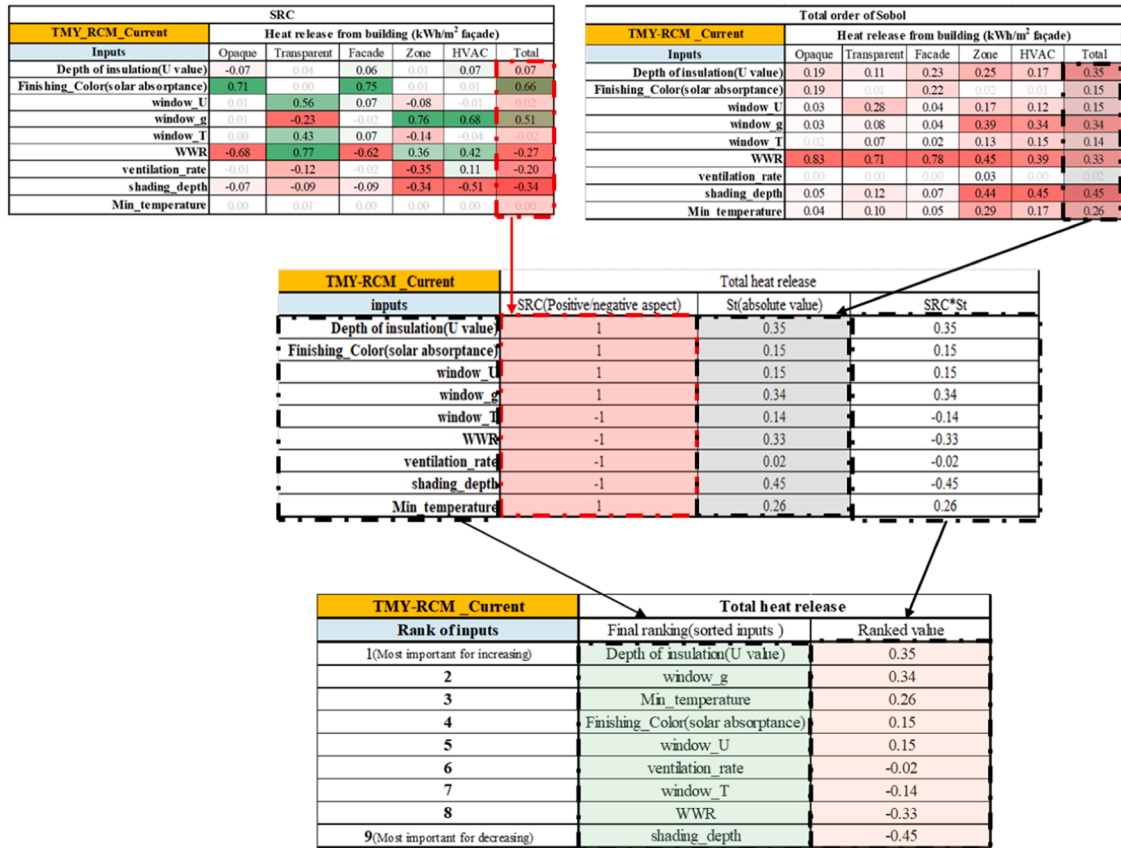 SRC
TMY_RCM_Current Heat release from building (kWh/m² façade)
Inputs Opaque Transparent Facade Zone HVAC Total
Depth of insulation(U value) -0.07 0.04 0.06 0.01 0.07 0.07
Finishing_Color(solar absorptance) 0.71 0.00 0.75 0.01 0.01 0.66
window_U 0.01 0.56 0.07 -0.08 -0.01 0.02
window_g 0.01 -0.23 -0.02 0.76 0.68 0.51
window_T 0.00 0.43 0.07 -0.14 -0.04 -0.02
WWR -0.68 0.77 -0.62 0.36 0.42 -0.27
ventilation_rate -0.01 -0.12 -0.02 -0.35 0.11 -0.20
shading_depth -0.07 -0.09 -0.09 -0.34 -0.51 -0.34
Min_temperature 0.00 0.01 0.00 0.00 0.00 0.00
Total order of Sobol
TMY-RCM _Current Heat release from building (kWh/m² façade)
Inputs Opaque Transparent Facade Zone HVAC Total
Depth of insulation(U value) 0.19 0.11 0.23 0.25 0.17 0.35
Finishing_Color(solar absorptance) 0.19 0.01 0.22 0.02 0.01 0.15
window_U 0.03 0.28 0.04 0.17 0.12 0.15
window_g 0.03 0.08 0.04 0.39 0.34 0.34
window_T 0.02 0.07 0.02 0.13 0.15 0.14
WWR 0.83 0.71 0.78 0.45 0.39 0.33
ventilation_rate 0.00 0.00 0.00 0.03 0.00 0.02
shading_depth 0.05 0.12 0.07 0.44 0.45 0.45
Min_temperature 0.04 0.10 0.05 0.29 0.17 0.26
TMY-RCM _Current Total heat release
inputs SRC(Positive/negative aspect) St(absolute value) SRC*St
Depth of insulation(U value) 1 0.35 0.35
Finishing_Color(solar absorptance) 1 0.15 0.15
window_U 1 0.15 0.15
window_g 1 0.34 0.34
window_T -1 0.14 -0.14
WWR -1 0.33 -0.33
ventilation_rate -1 0.02 -0.02
shading_depth -1 0.45 -0.45
Min_temperature 1 0.26 0.26
TMY-RCM _Current Total heat release
Rank of inputs Final ranking(sorted inputs ) Ranked value
1(Most important for increasing) Depth of insulation(U value) 0.35
2 window_g 0.34
3 Min_temperature 0.26
4 Finishing_Color(solar absorptance) 0.15
5 window_U 0.15
6 ventilation_rate -0.02
7 window_T -0.14
8 WWR -0.33
9(Most important for decreasing) shading_depth -0.45